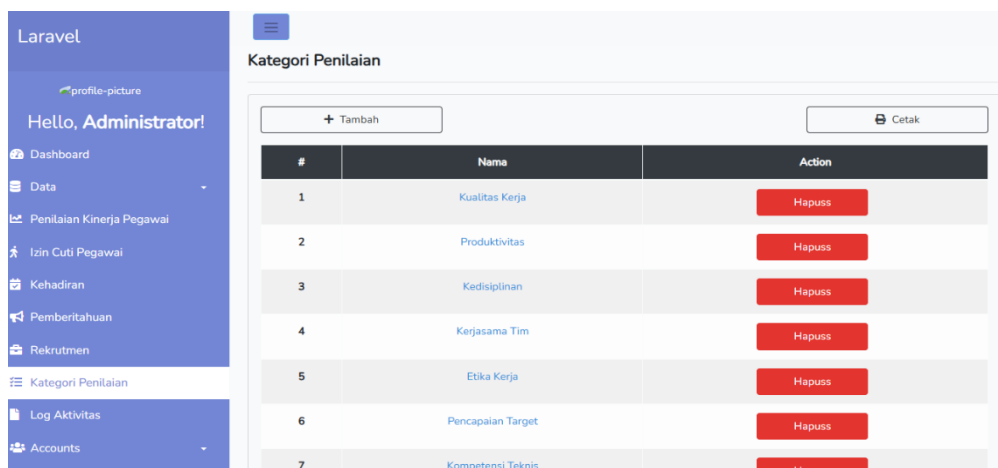 Laravel
profile-picture
Hello, Administrator!
Dashboard
Data
Penilaian Kinerja Pegawai
Izin Cuti Pegawai
Kehadiran
Pemberitahuan
Rekrutmen
Kategori Penilaian
Log Aktivitas
Accounts
Kategori Penilaian
+ Tambah
Cetak
# Nama Action
1 Kualitas Kerja Hapuss
2 Produktivitas Hapuss
3 Kedisiplinan Hapuss
4 Kerjasama Tim Hapuss
5 Etika Kerja Hapuss
6 Pencapaian Target Hapuss
7 Kompetensi Teknis